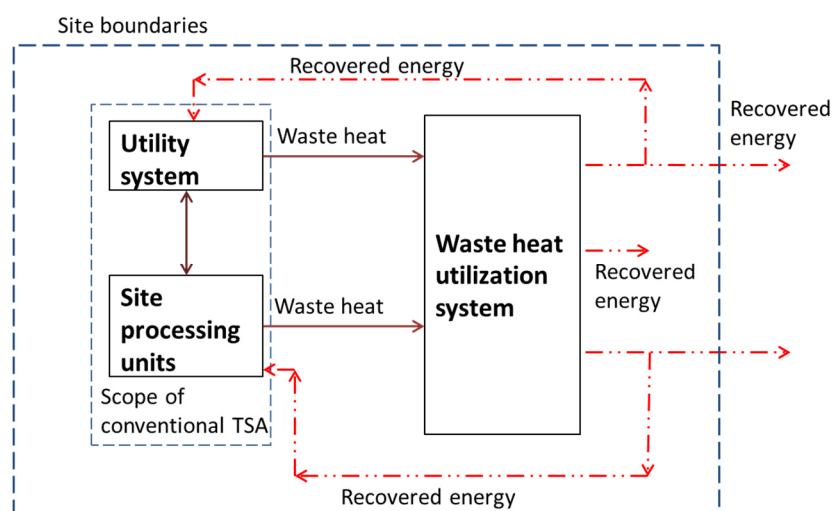 Site boundaries
Recovered energy
Recovered
energy
Utility
system
Waste heat
Waste heat
utilization
system
Recovered
energy
Site
processing
units
Waste heat
Scope of
conventional TSA
Recovered energy